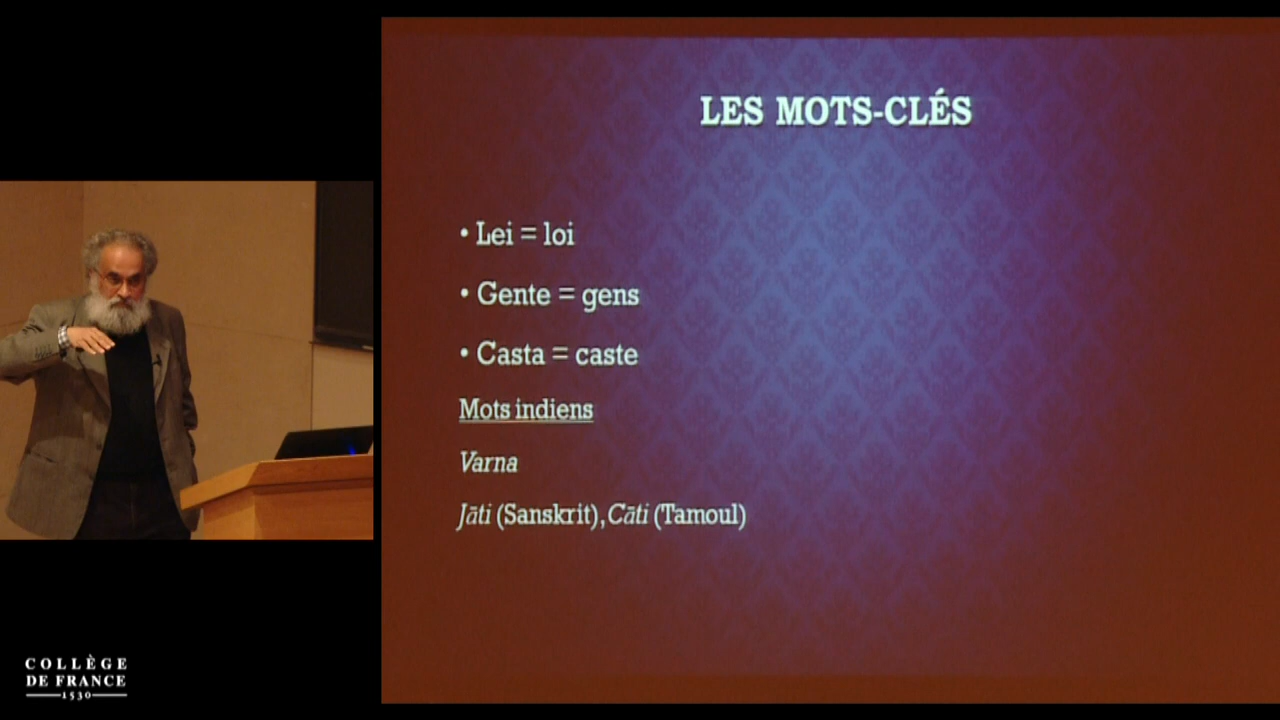 LES MOTS-CLÉS
• Lei = loi
• Gente = gens
• Casta = caste
Mots indiens
Varna
Jāti (Sanskrit), Cāti (Tamoul)
COLLÈGE
DE FRANCE
1530